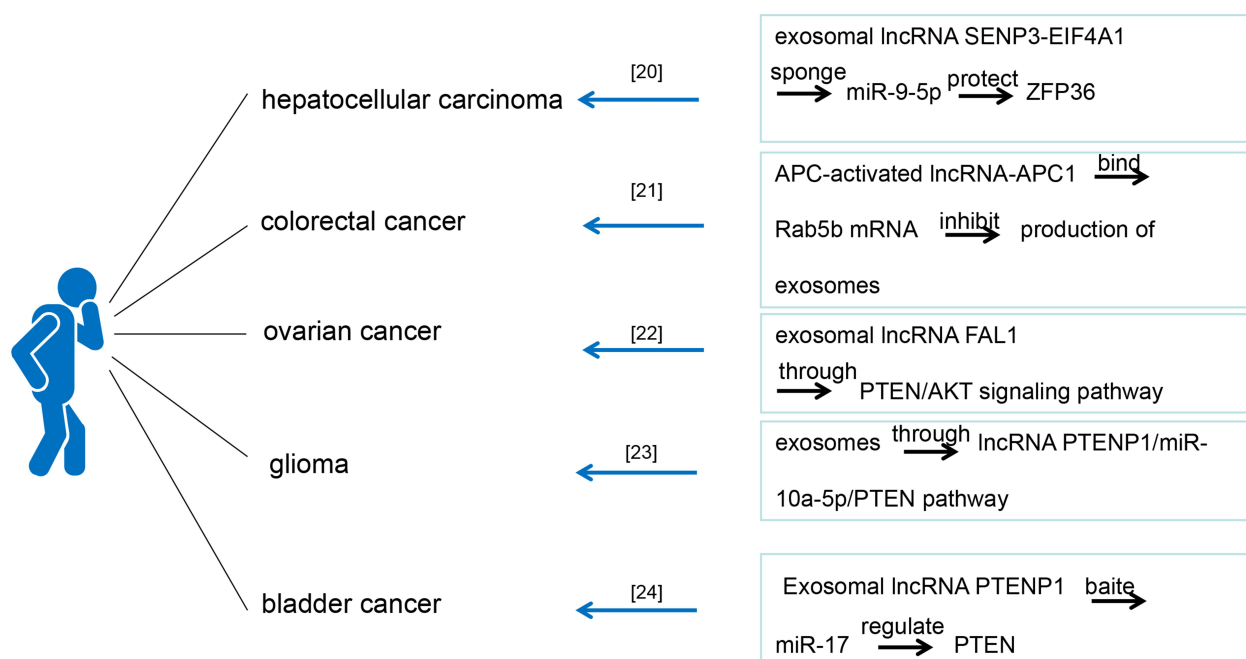 exosomal lncRNA SENP3-EIF4A1
hepatocellular carcinoma [20] sponge miR-9-5p protect ZFP36
APC-activated lncRNA-APC1 bind
colorectal cancer [21] Rab5b mRNA inhibit production of
exosomes
ovarian cancer [22] exosomal lncRNA FAL1
through PTEN/AKT signaling pathway
exosomes through lncRNA PTENP1/miR-
glioma [23] 10a-5p/PTEN pathway
Exosomal lncRNA PTENP1 baite
bladder cancer [24] miR-17 regulate PTEN